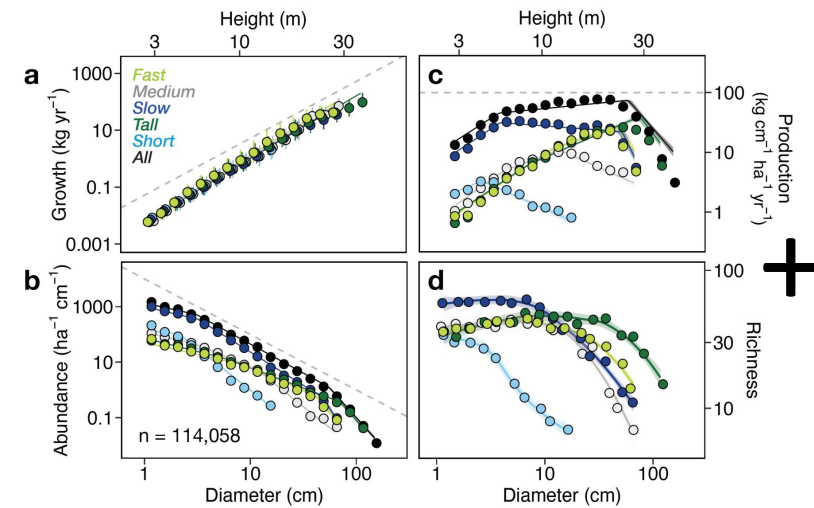 Height (m)
Height (m)
3 10 30
3 10 30
a
Fast
Medium
Slow
Tall
Short
All
1000
10
0.1
0.001
Growth (kg yr⁻¹)
c
100
10
1
Production
(kg cm⁻¹ ha⁻¹ yr⁻¹)
b
1000
10
0.1
Abundance (ha⁻¹ cm⁻¹)
n = 114,058
d
100
30
10
Richness
1 10 100
1 10 100
Diameter (cm)
Diameter (cm)